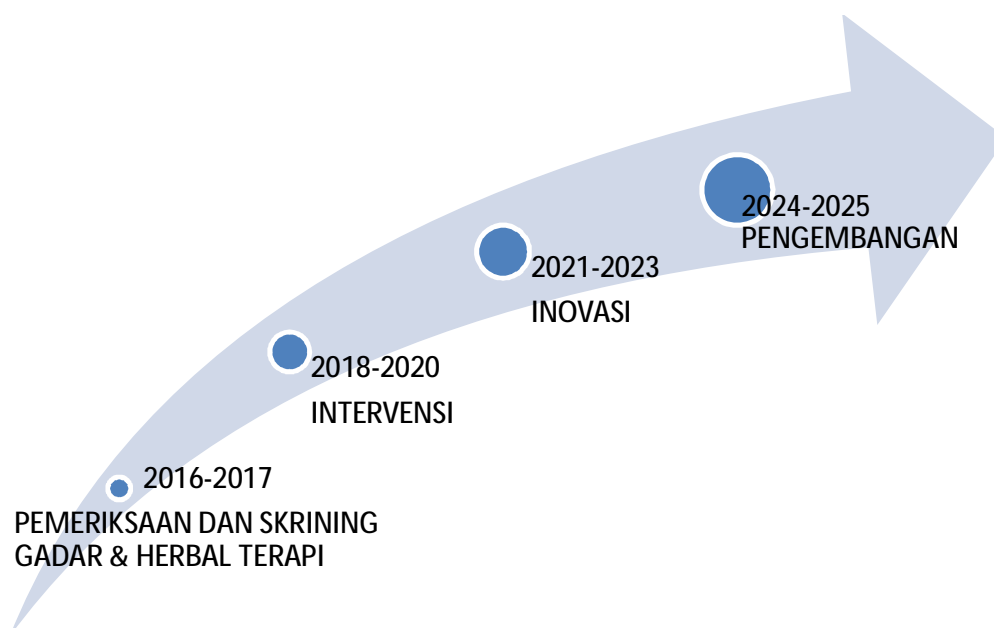 2024-2025
PENGEMBANGAN
2021-2023
INOVASI
2018-2020
INTERVENSI
2016-2017
PEMERIKSAAN DAN SKRINING
GADAR & HERBAL TERAPI